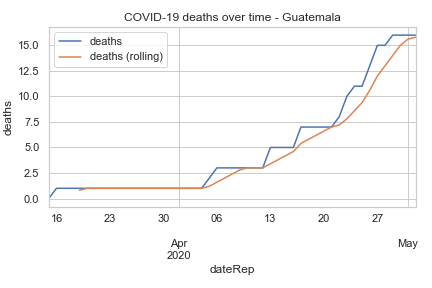 COVID-19 deaths over time - Guatemala
deaths
deaths (rolling)
15.0
12.5
10.0
7.5
5.0
2.5
0.0
deaths
16 23 30 06 13 20 27
Apr May
2020
dateRep